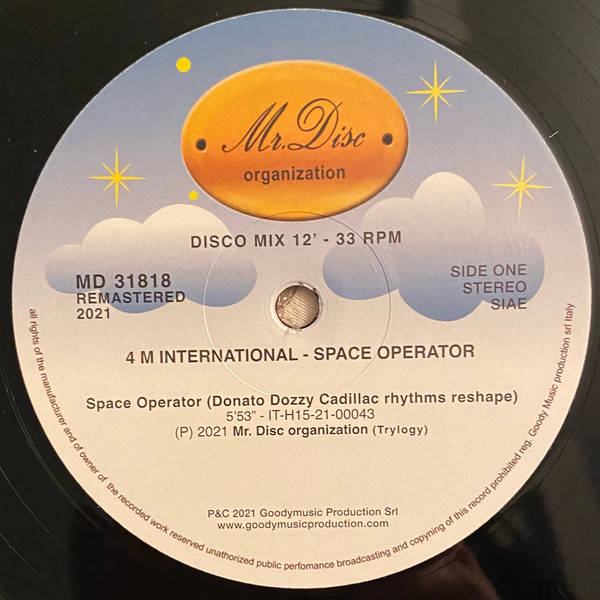 Mr. Disc
organization
DISCO MIX 12' - 33 RPM
MD 31818
REMASTERED
2021
SIDE ONE
STEREO
SIAE
4 M INTERNATIONAL - SPACE OPERATOR
Space Operator (Donato Dozzy Cadillac rhythms reshape)
5'53" - IT-H15-21-00043
(P) 2021 Mr. Disc organization (Trylogy)
P&C 2021 Goodymusic Production Srl
www.goodymusicproduction.com
all rights of the manufacturer and of owner of the recorded work reserved unathorized public perfomance broadcasting and copyning of this record prohibited reg. Goody Music production srl Italy